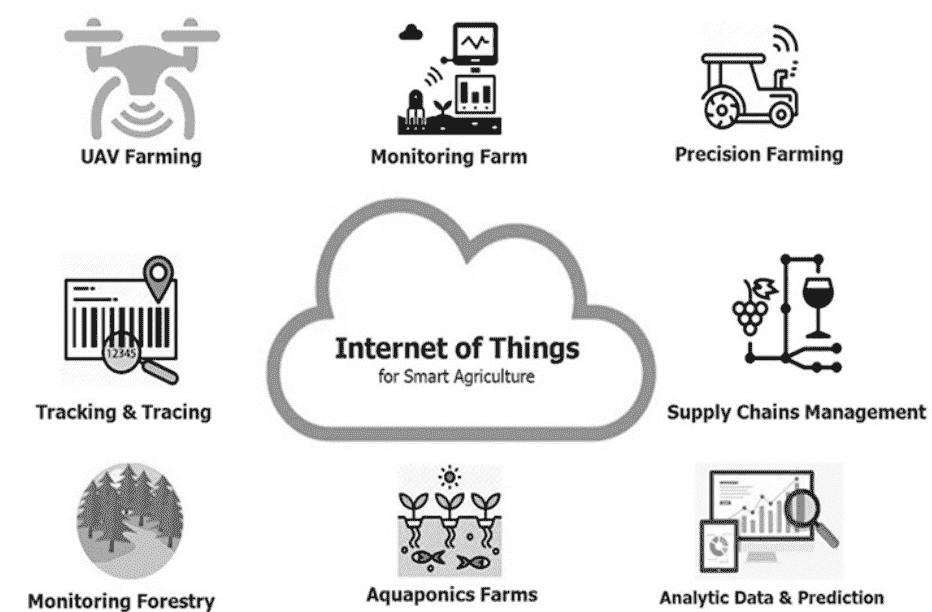 UAV Farming
Monitoring Farm
Precision Farming
Internet of Things
for Smart Agriculture
12345
Tracking & Tracing
Supply Chains Management
Monitoring Forestry
Aquaponics Farms
Analytic Data & Prediction